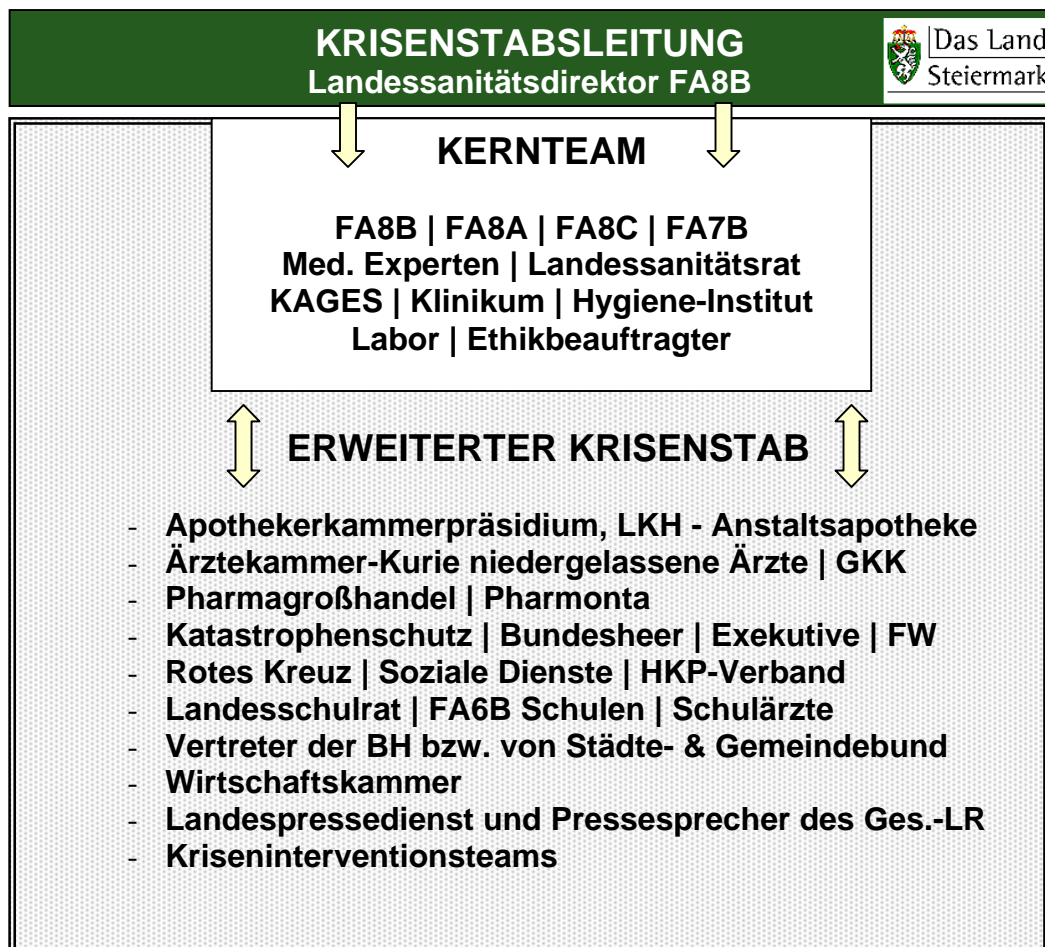 KRISENSTABSLEITUNG
Landessanitätsdirektor FA8B
Das Land
Steiermark
KERNTEAM
FA8B | FA8A | FA8C | FA7B
Med. Experten | Landessanitätsrat
KAGES | Klinikum | Hygiene-Institut
Labor | Ethikbeauftragter
ERWEITERTER KRISENSTAB
- Apothekerkammerpräsidium, LKH - Anstaltsapotheke
- Ärztekammer-Kurie niedergelassene Ärzte | GKK
- Pharmagroßhandel | Pharmonta
- Katastrophenschutz | Bundesheer | Exekutive | FW
- Rotes Kreuz | Soziale Dienste | HKP-Verband
- Landesschulrat | FA6B Schulen | Schulärzte
- Vertreter der BH bzw. von Städte- & Gemeindebund
- Wirtschaftskammer
- Landespressedienst und Pressesprecher des Ges.-LR
- Kriseninterventionsteams